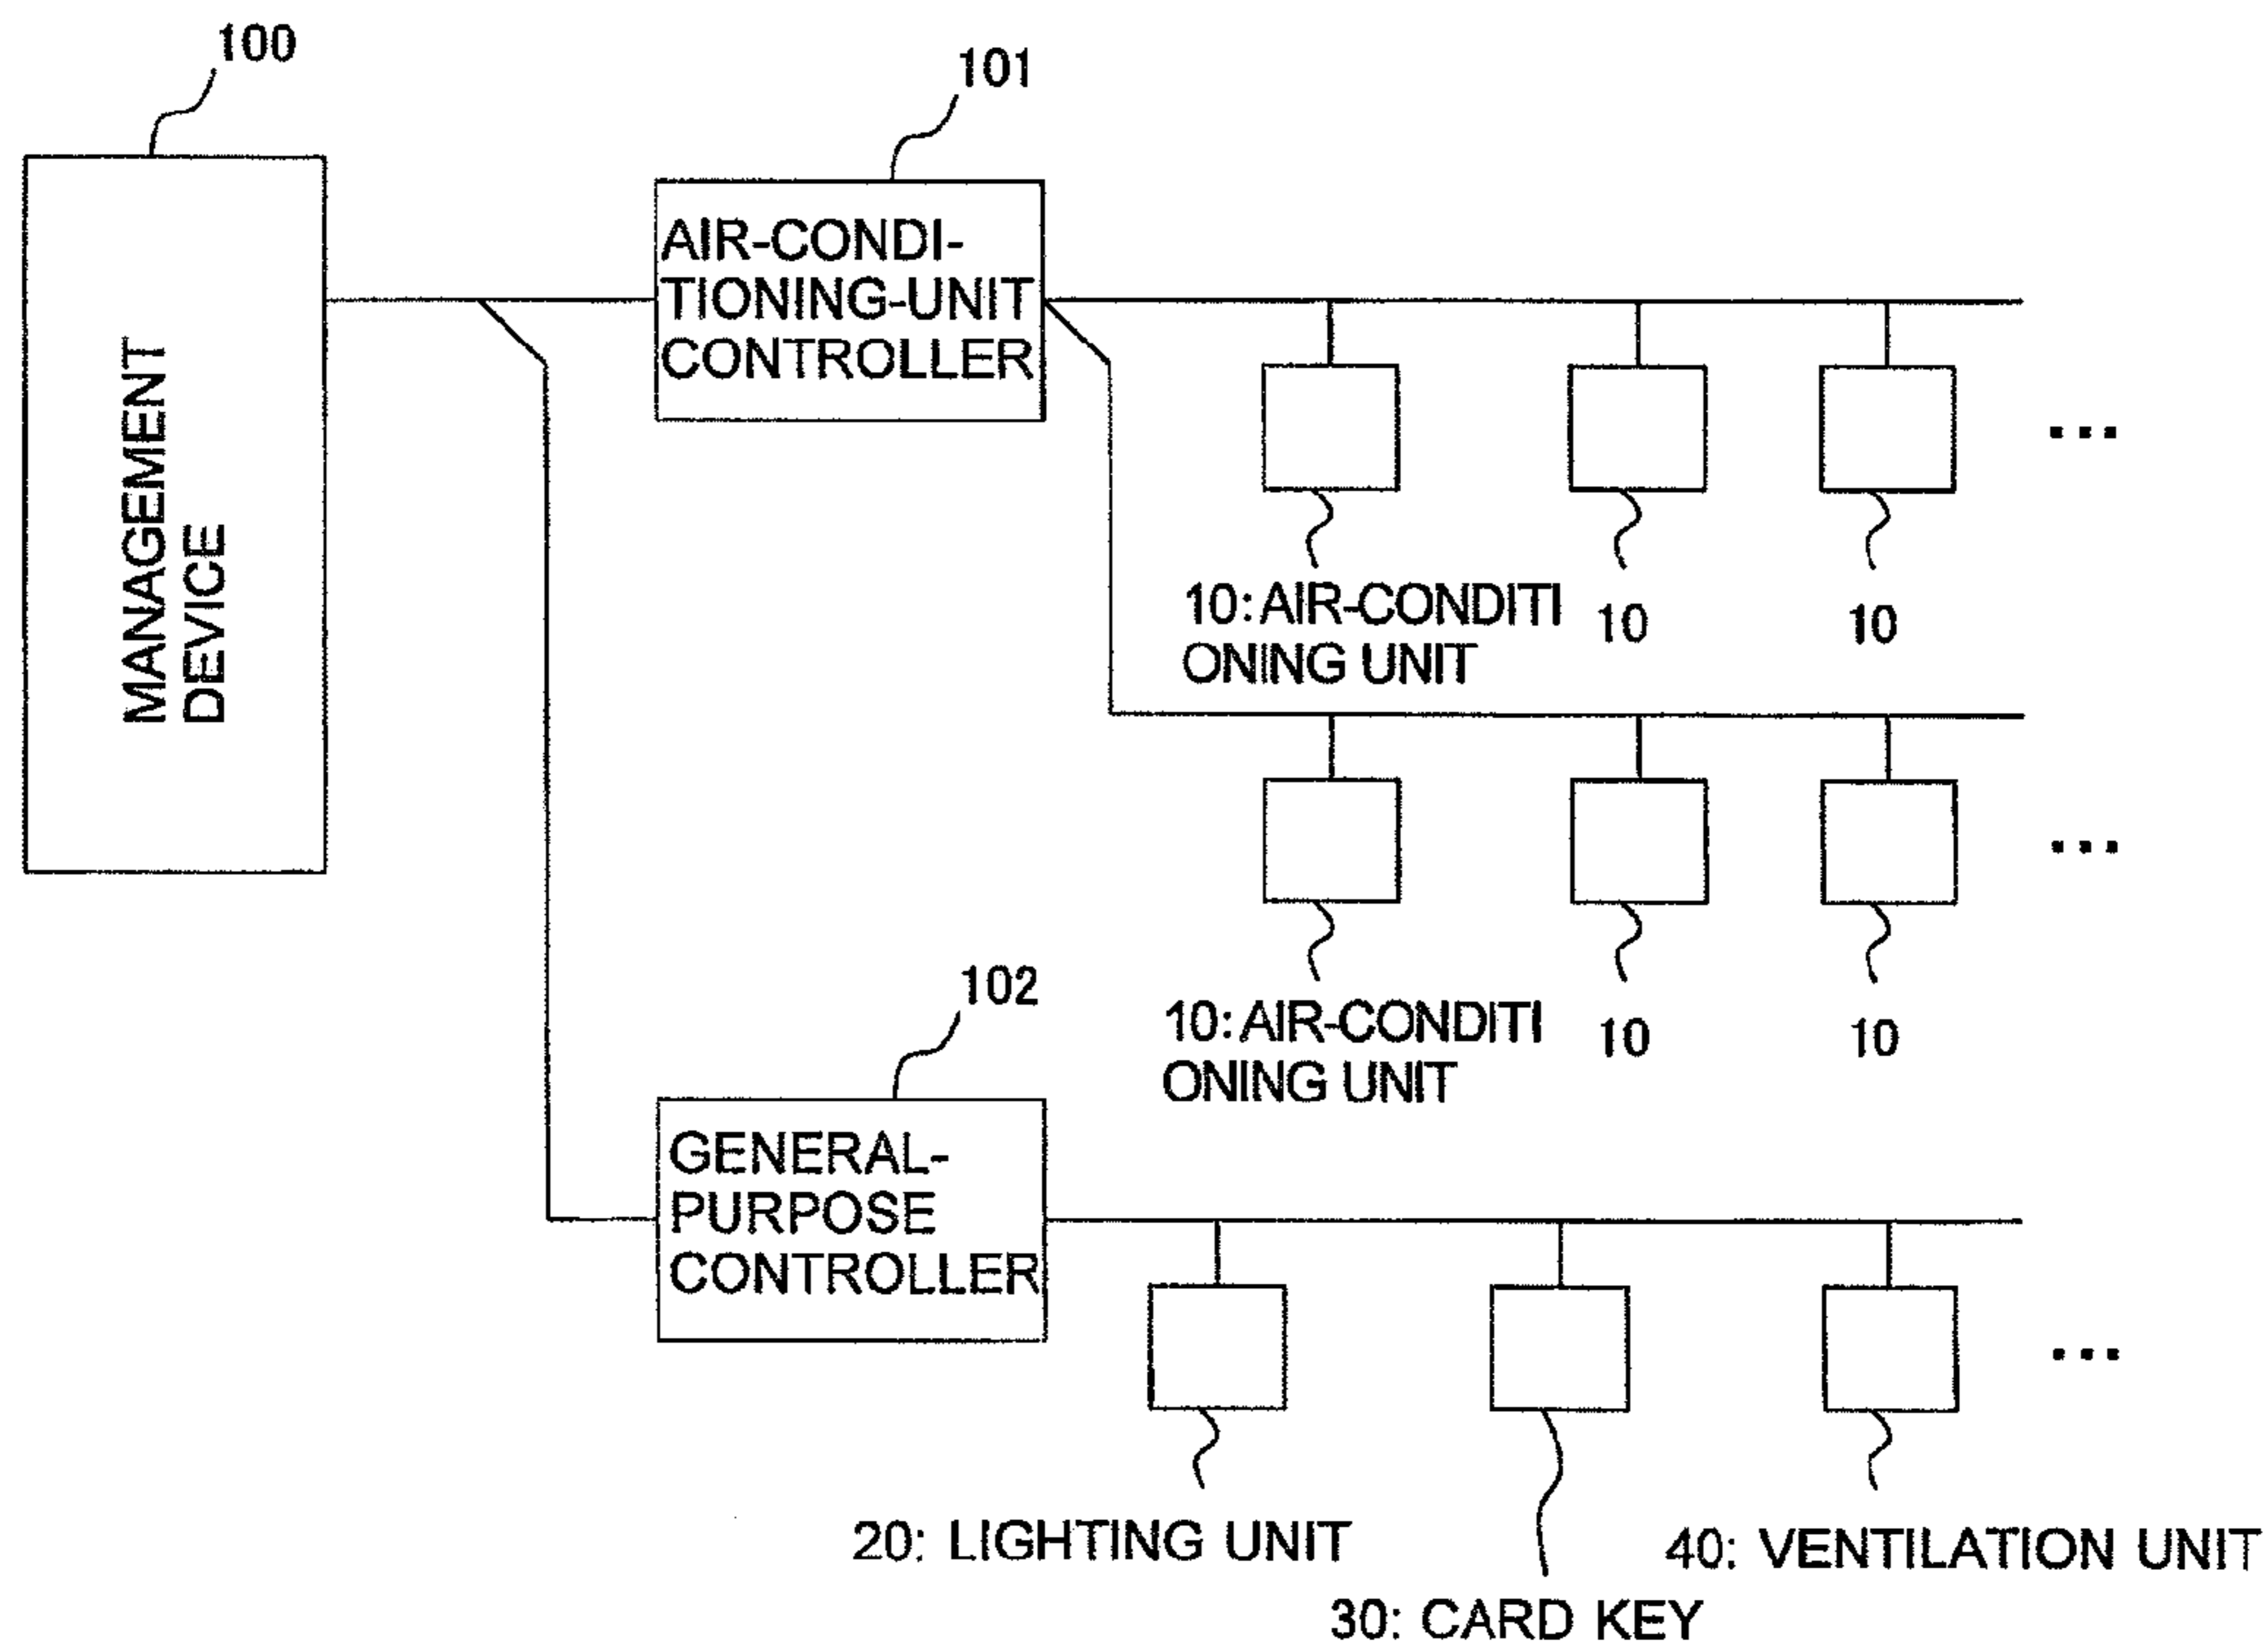 100
101
MANAGEMENT
DEVICE
AIR-CONDI-
TIONING-UNIT
CONTROLLER
...
10: AIR-CONDITI
ONING UNIT
10
10
...
10: AIR-CONDITI
ONING UNIT
10
10
102
GENERAL-
PURPOSE
CONTROLLER
...
20: LIGHTING UNIT
30: CARD KEY
40: VENTILATION UNIT